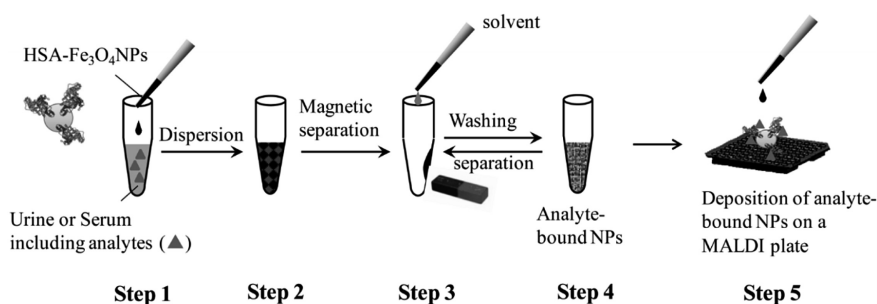 solvent
HSA-Fe₃O₄NPs
Dispersion
Magnetic
separation
Washing
separation
Urine or Serum
including analytes (▲)
Analyte-
bound NPs
Deposition of analyte-
bound NPs on a
MALDI plate
Step 1
Step 2
Step 3
Step 4
Step 5